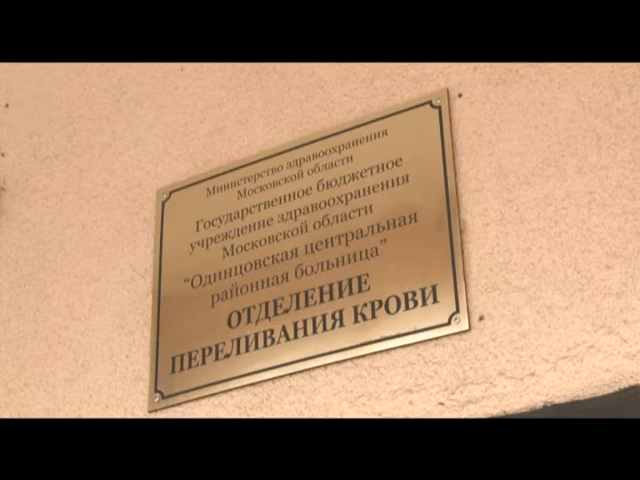 Министерство здравоохранения
Московской области
Государственное бюджетное
учреждение здравоохранения
Московской области
“Одинцовская центральная
районная больница”
ОТДЕЛЕНИЕ
ПЕРЕЛИВАНИЯ КРОВИ